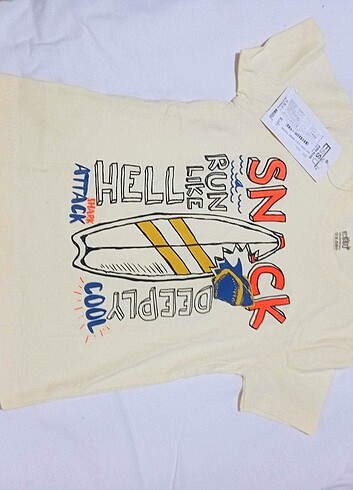 SNACK
RUN
LIKE
HELL
SHARK
ATTACK
DEEPLY
COOL